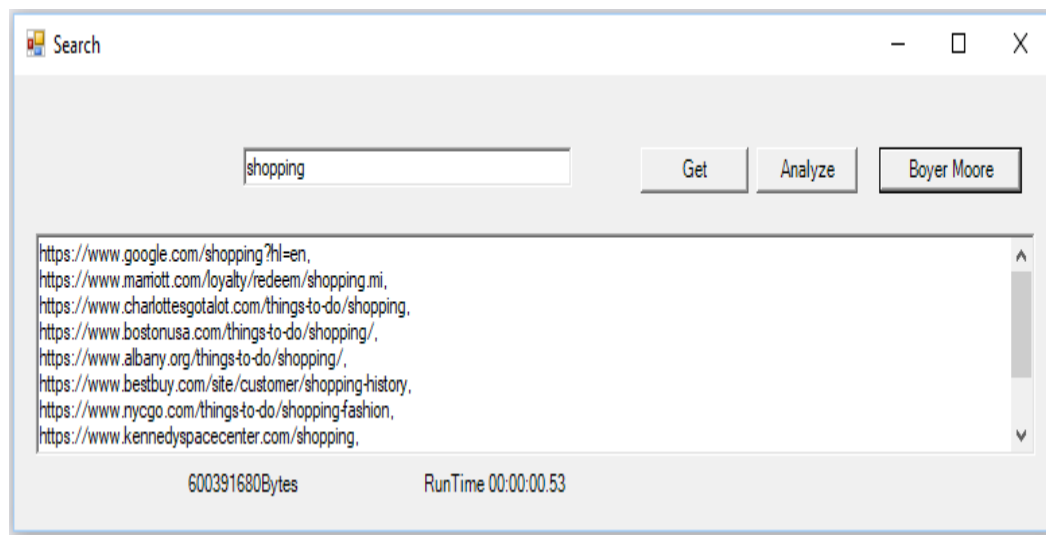 Search
shopping
Get
Analyze
Boyer Moore
https://www.google.com/shopping?hl=en,
https://www.marriott.com/loyalty/redeem/shopping.mi,
https://www.charlottesgotalot.com/things-to-do/shopping,
https://www.bostonusa.com/things-to-do/shopping/,
https://www.albany.org/things-to-do/shopping/,
https://www.bestbuy.com/site/customer/shopping-history,
https://www.nycgo.com/things-to-do/shopping-fashion,
https://www.kennedyspacecenter.com/shopping,
600391680Bytes
RunTime 00:00:00.53